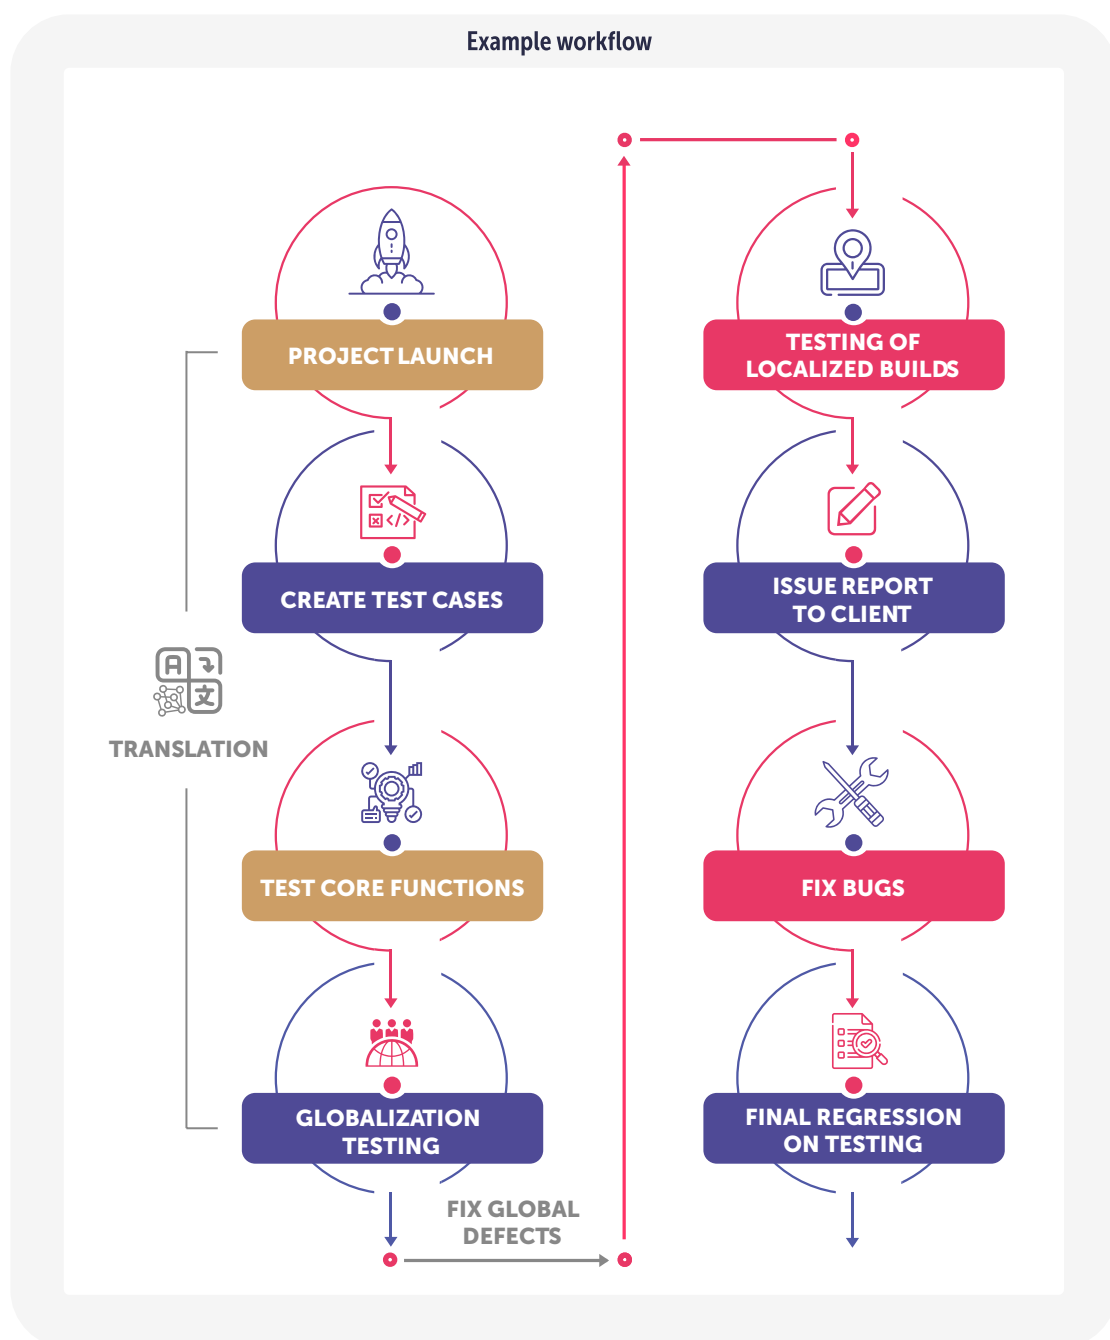 Example workflow
PROJECT LAUNCH
CREATE TEST CASES
TRANSLATION
TEST CORE FUNCTIONS
GLOBALIZATION
TESTING
FIX GLOBAL
DEFECTS
TESTING OF
LOCALIZED BUILDS
ISSUE REPORT
TO CLIENT
FIX BUGS
FINAL REGRESSION
ON TESTING
A
文